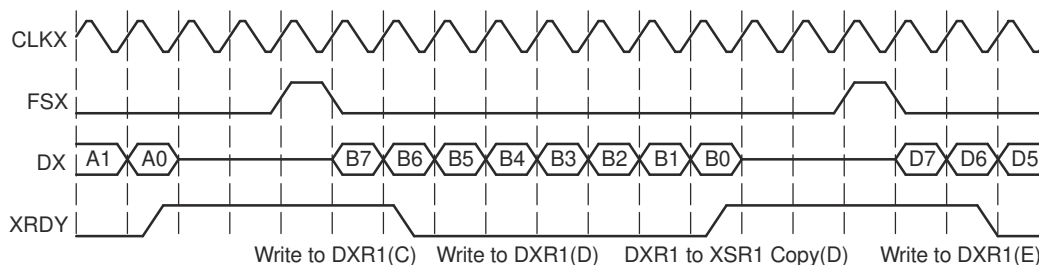 CLKX
FSX
DX A1 A0 B7 B6 B5 B4 B3 B2 B1 B0 D7 D6 D5
XRDY
Write to DXR1(C) Write to DXR1(D) DXR1 to XSR1 Copy(D) Write to DXR1(E)